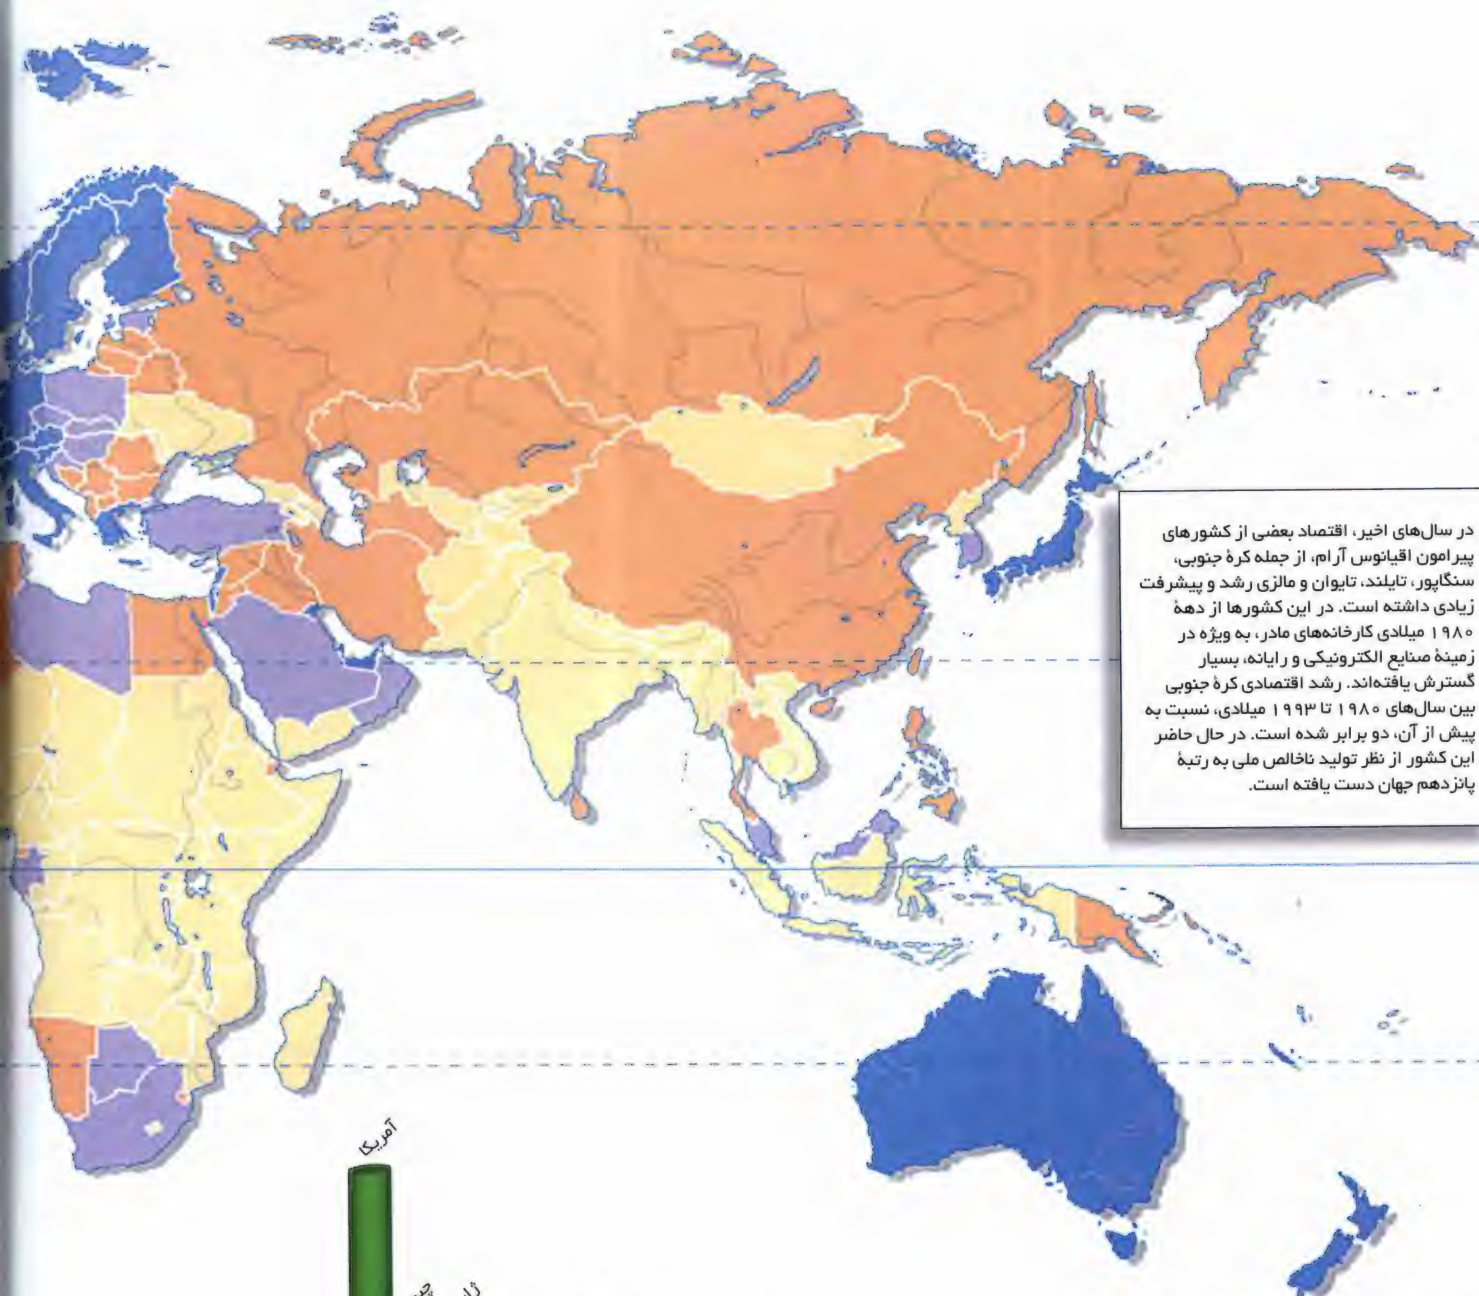 در سال‌های اخیر، اقتصاد بعضی از کشورهای
پیرامون اقیانوس آرام، از جمله کرهٔ جنوبی،
سنگاپور، تایلند، تایوان و مالزی رشد و پیشرفت
زیادی داشته است. در این کشورها از دههٔ
۱۹۸۰ میلادی کارخانه‌های مادر، به ویژه در
زمینهٔ صنایع الکترونیکی و رایانه، بسیار
گسترش یافته‌اند. رشد اقتصادی کرهٔ جنوبی
بین سال‌های ۱۹۸۰ تا ۱۹۹۳ میلادی، نسبت به
پیش از آن، دو برابر شده است. در حال حاضر
این کشور از نظر تولید ناخالص ملی به رتبهٔ
پانزدهم جهان دست یافته است.
آمریکا